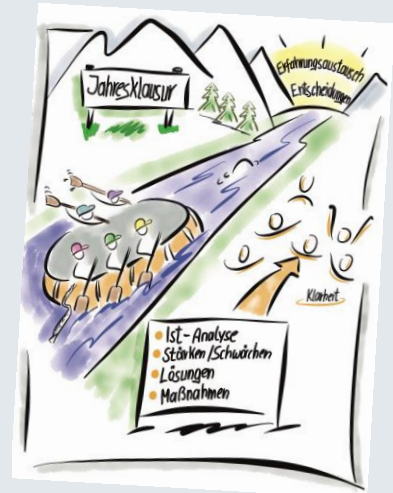 Jahresklausur
Erfahrungsaustausch
Entscheidungen
Klarheit
Ist-Analyse
Stärken/Schwächen
Lösungen
Maßnahmen